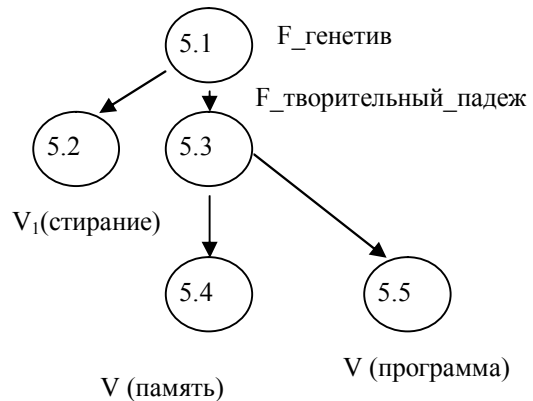 5.1
F_генетив
F_творительный_падеж
5.2
5.3
V₁(стирание)
5.4
5.5
V (программа)
V (память)